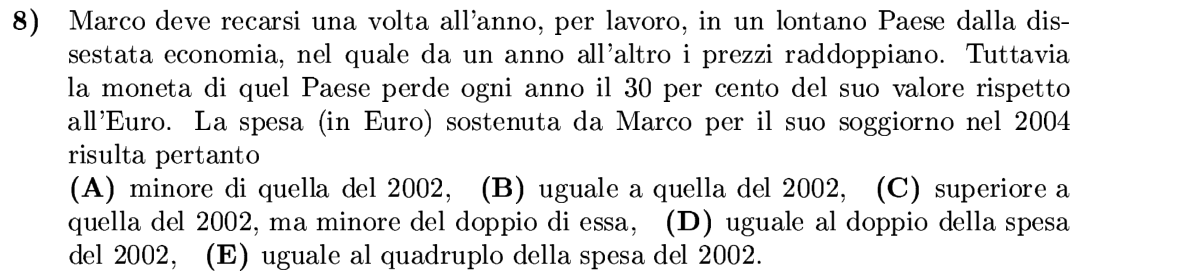 8) Marco deve recarsi una volta all'anno, per lavoro, in un lontano Paese dalla dis-
sestata economia, nel quale da un anno all'altro i prezzi raddoppiano. Tuttavia
la moneta di quel Paese perde ogni anno il 30 per cento del suo valore rispetto
all'Euro. La spesa (in Euro) sostenuta da Marco per il suo soggiorno nel 2004
risulta pertanto
(A) minore di quella del 2002, (B) uguale a quella del 2002, (C) superiore a
quella del 2002, ma minore del doppio di essa, (D) uguale al doppio della spesa
del 2002, (E) uguale al quadruplo della spesa del 2002.